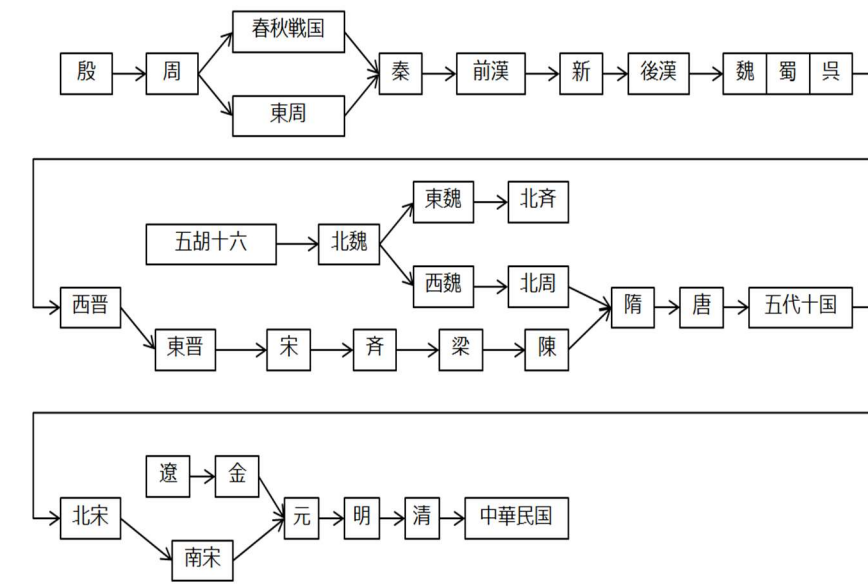 春秋戦国
殷 周 秦 前漢 新 後漢 魏 蜀 呉
東周
東魏 北斉
五胡十六 北魏
西魏 北周
西晋 隋 唐 五代十国
東晋 宋 斉 梁 陳
遼 金
北宋 元 明 清 中華民国
南宋